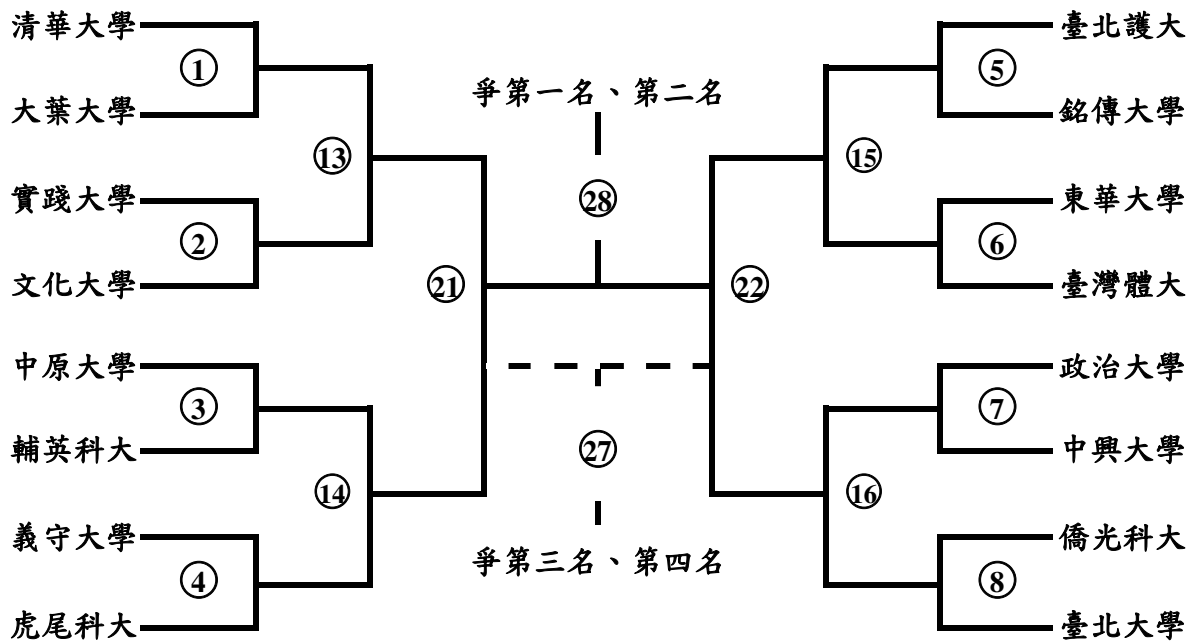 清華大學
①
大葉大學
⑬
實踐大學
②
文化大學
㉑
中原大學
③
輔英科大
⑭
義守大學
④
虎尾科大
爭第一名、第二名
㉘
㉗
爭第三名、第四名
臺北護大
⑤
銘傳大學
⑮
東華大學
⑥
臺灣體大
㉒
政治大學
⑦
中興大學
⑯
僑光科大
⑧
臺北大學